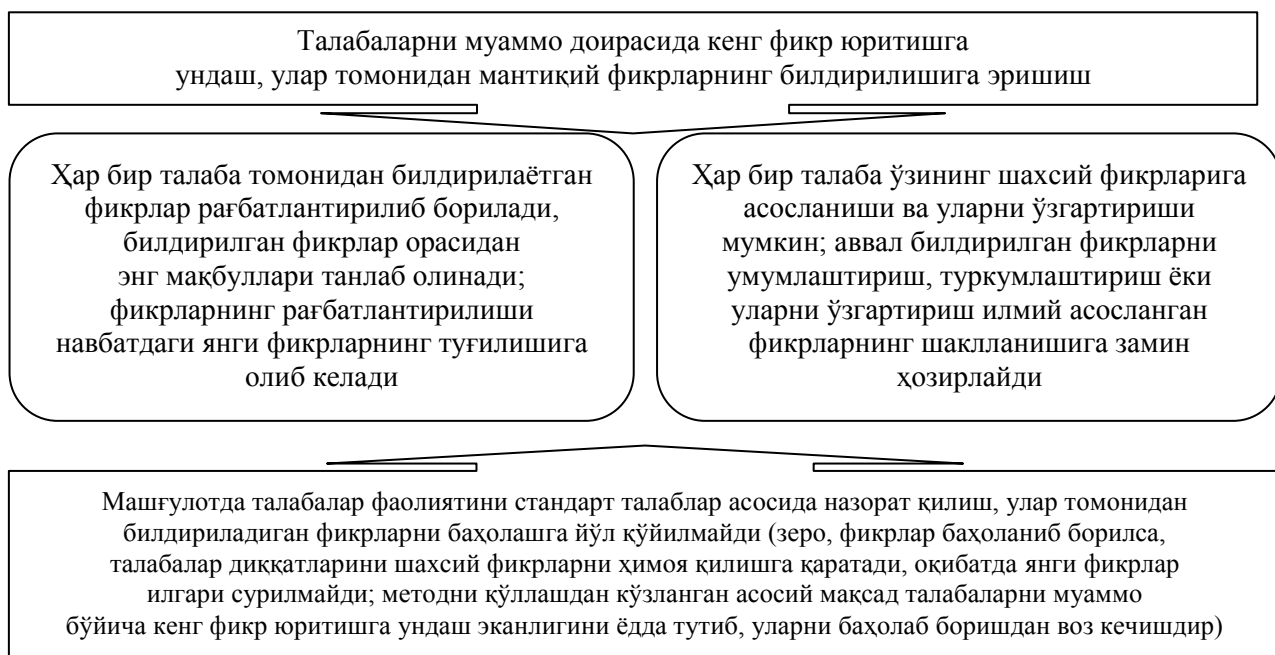 Талабаларни муаммо доирасида кенг фикр юритишга
ундаш, улар томонидан мантиқий фикрларнинг билдирилишига эришиш
Ҳар бир талаба томонидан билдирилаётган
фикрлар рағбатлантирилиб борилади,
билдирилган фикрлар орасидан
энг мақбуллари танлаб олинади;
фикрларнинг рағбатлантирилиши
навбатдаги янги фикрларнинг туғилишига
олиб келади
Ҳар бир талаба ўзининг шахсий фикрларига
асосланиши ва уларни ўзгартириши
мумкин; аввал билдирилган фикрларни
умумлаштириш, туркумлаштириш ёки
уларни ўзгартириш илмий асосланган
фикрларнинг шаклланишига замин
ҳозирлайди
Машғулотда талабалар фаолиятини стандарт талаблар асосида назорат қилиш, улар томонидан
билдириладиган фикрларни баҳолашга йўл қўйилмайди (зеро, фикрлар баҳоланиб борилса,
талабалар диққатларини шахсий фикрларни ҳимоя қилишга қаратади, оқибатда янги фикрлар
илгари сурилмайди; методни қўллашдан кўзланган асосий мақсад талабаларни муаммо
бўйича кенг фикр юритишга ундаш эканлигини ёдда тутиб, уларни баҳолаб боришдан воз кечишдир)